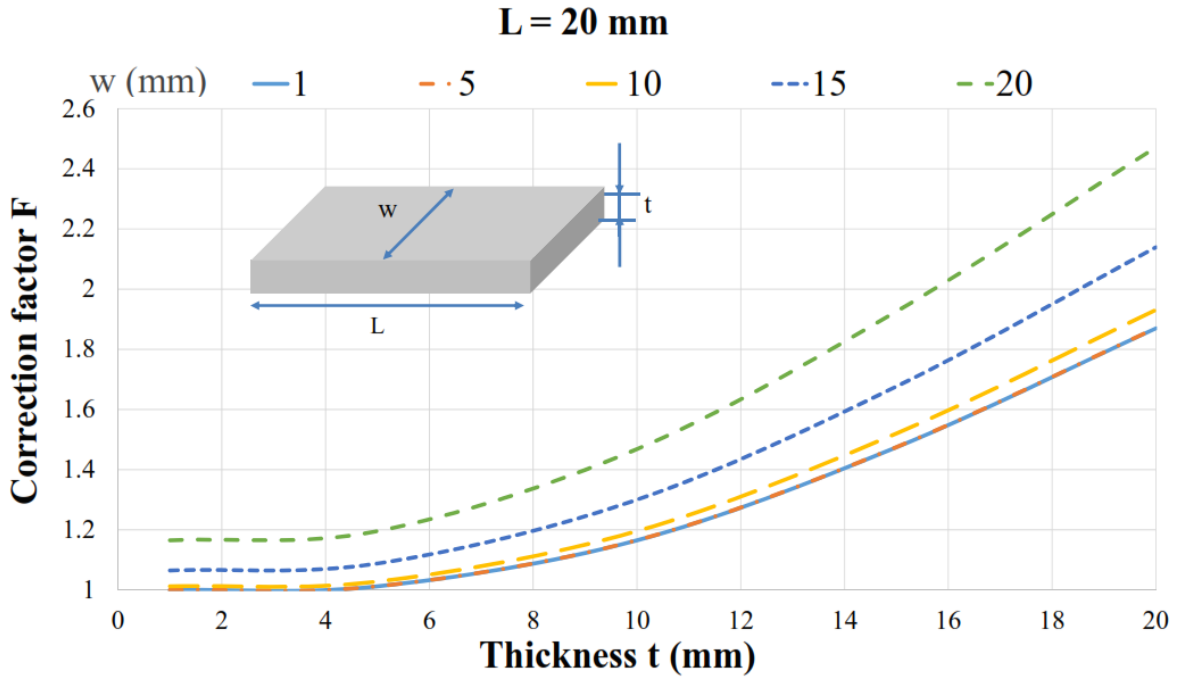 L = 20 mm
w (mm) 1 5 10 15 20
2.6
2.4
2.2
2
1.8
1.6
1.4
1.2
1
Correction factor F
w
t
L
0 2 4 6 8 10 12 14 16 18 20
Thickness t (mm)